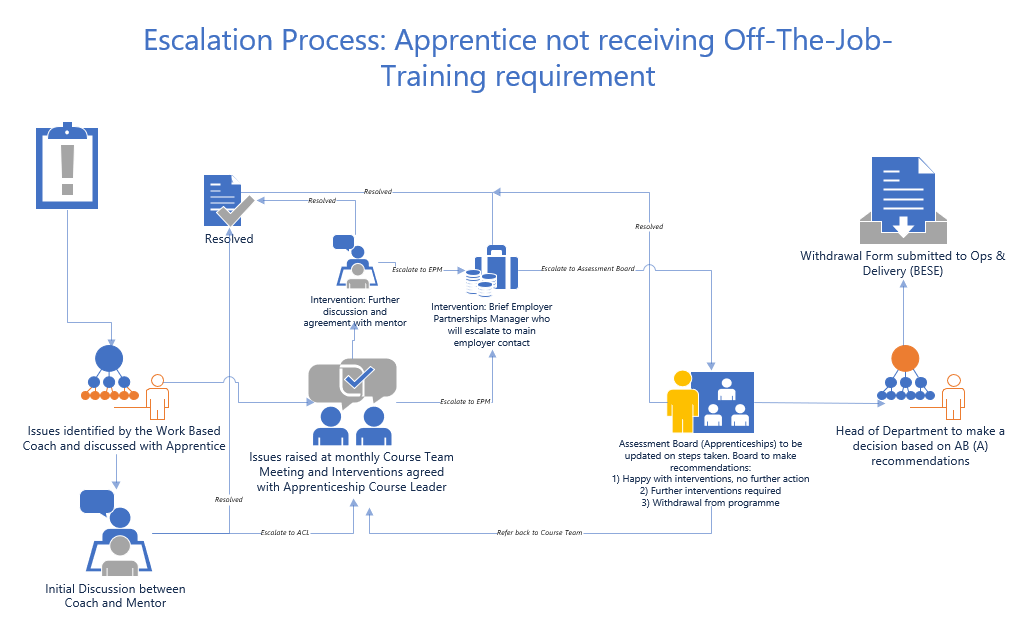 Escalation Process: Apprentice not receiving Off-The-Job-
Training requirement
Resolved
Resolved
Resolved
Resolved
Withdrawal Form submitted to Ops &
Delivery (BESE)
Escalate to EPM
Escalate to Assessment Board
Intervention: Further
discussion and
agreement with mentor
Intervention: Brief Employer
Partnerships Manager who
will escalate to main
employer contact
Escalate to EPM
Issues identified by the Work Based
Coach and discussed with Apprentice
Issues raised at monthly Course Team
Meeting and Interventions agreed
with Apprenticeship Course Leader
Assessment Board (Apprenticeships) to be
updated on steps taken. Board to make
recommendations:
1) Happy with interventions, no further action
2) Further interventions required
3) Withdrawal from programme
Head of Department to make a
decision based on AB (A)
recommendations
Resolved
Escalate to ACL
Refer back to Course Team
Initial Discussion between
Coach and Mentor